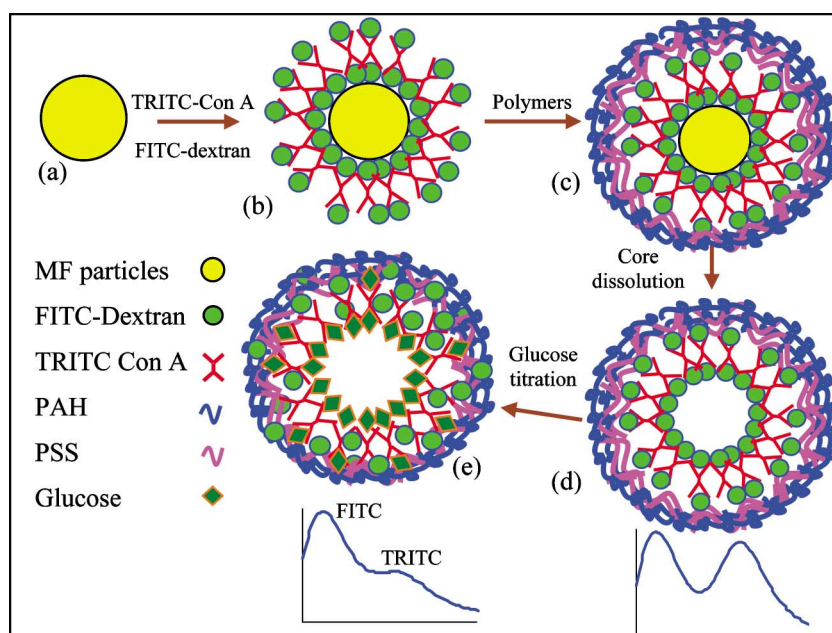 TRITC-Con A
FITC-dextran
(a)
(b)
Polymers
(c)
Core
dissolution
MF particles
FITC-Dextran
TRITC Con A
PAH
PSS
Glucose
Glucose
titration
(e)
(d)
FITC
TRITC